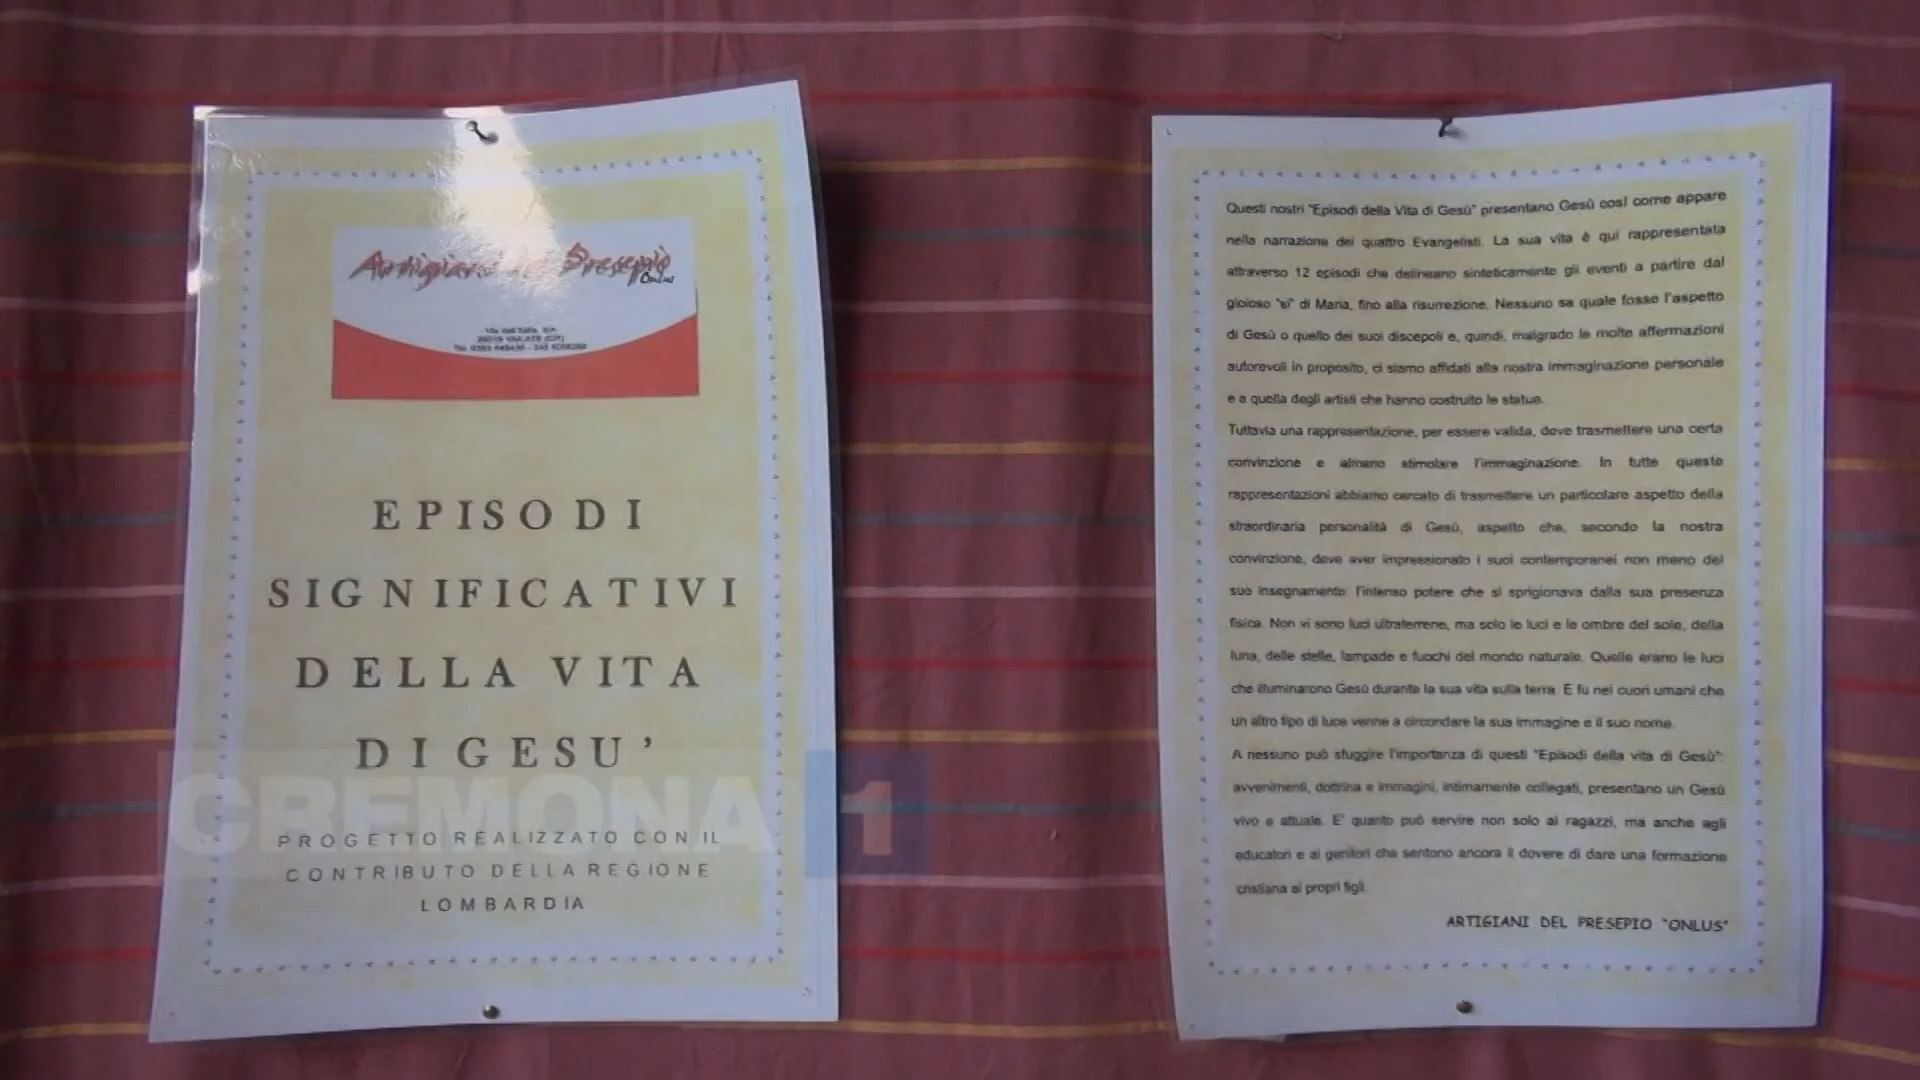 Artigiani del Presepio
Onlus
26019 VAILATE (CR)
EPISODI
SIGNIFICATIVI
DELLA VITA
DI GESU’
PROGETTO REALIZZATO CON IL
CONTRIBUTO DELLA REGIONE
LOMBARDIA
CREMONA 1
Questi nostri "Episodi della Vita di Gesù" presentano Gesù così come appare
nella narrazione dei quattro Evangelisti. La sua vita è qui rappresentata
attraverso 12 episodi che delineano sinteticamente gli eventi a partire dal
gioioso "sì" di Maria, fino alla risurrezione. Nessuno sa quale fosse l'aspetto
di Gesù o quello dei suoi discepoli e, quindi, malgrado le molte affermazioni
autorevoli in proposito, ci siamo affidati alla nostra immaginazione personale
e a quella degli artisti che hanno costruito le statue.
Tuttavia una rappresentazione, per essere valida, deve trasmettere una certa
convinzione e almeno stimolare l'immaginazione. In tutte queste
rappresentazioni abbiamo cercato di trasmettere un particolare aspetto della
straordinaria personalità di Gesù, aspetto che, secondo la nostra
convinzione, deve aver impressionato i suoi contemporanei non meno del
suo insegnamento: l'intenso potere che si sprigionava dalla sua presenza
fisica. Non vi sono luci ultraterrene, ma solo le luci e le ombre del sole, della
luna, delle stelle, lampade e fuochi del mondo naturale. Quelle erano le luci
che illuminarono Gesù durante la sua vita sulla terra. E fu nei cuori umani che
un altro tipo di luce venne a circondare la sua immagine e il suo nome.
A nessuno può sfuggire l'importanza di questi "Episodi della vita di Gesù":
avvenimenti, dottrina e immagini, intimamente collegati, presentano un Gesù
vivo e attuale. E' quanto può servire non solo ai ragazzi, ma anche agli
educatori e ai genitori che sentono ancora il dovere di dare una formazione
cristiana ai propri figli.
ARTIGIANI DEL PRESEPIO "ONLUS"